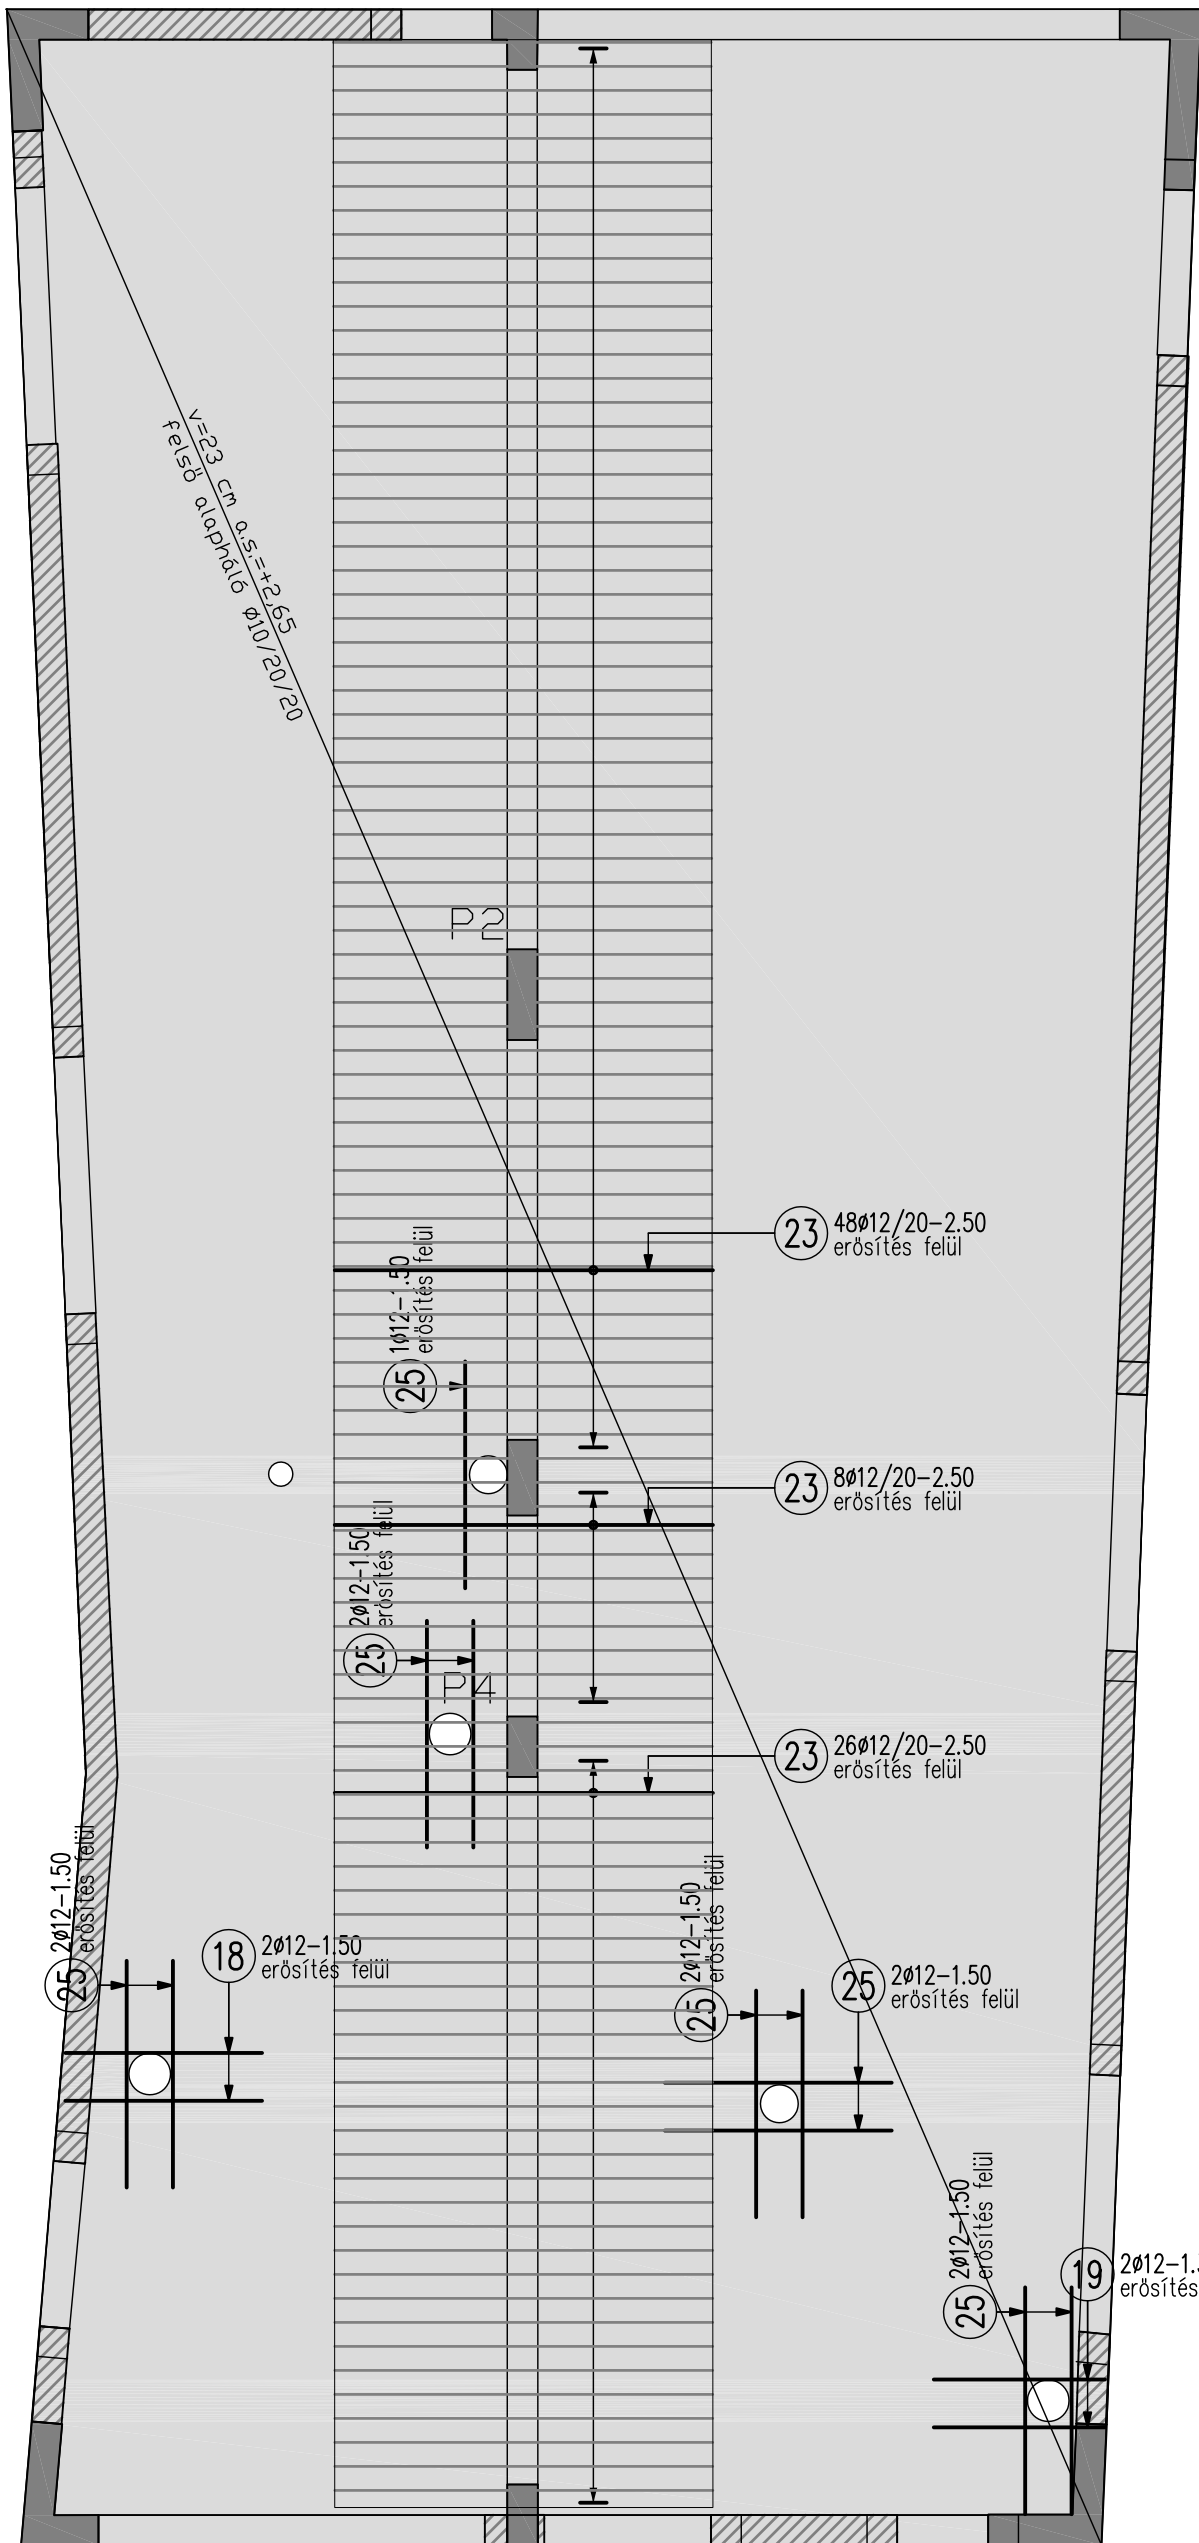 v=23 cm a.s.=+2,65
felső alapháló ø10/20/20
P2
23 48ø12/20-2.50
erősítés felül
25 1ø12-1.50
erősítés felül
23 8ø12/20-2.50
erősítés felül
25 2ø12-1.50
erősítés felül
P4
23 26ø12/20-2.50
erősítés felül
25 2ø12-1.50
erősítés felül
18 2ø12-1.50
erősítés felül
25 2ø12-1.50
erősítés felül
25 2ø12-1.50
erősítés felül
25 2ø12-1.50
erősítés felül
19 2ø12-1.
erősítés